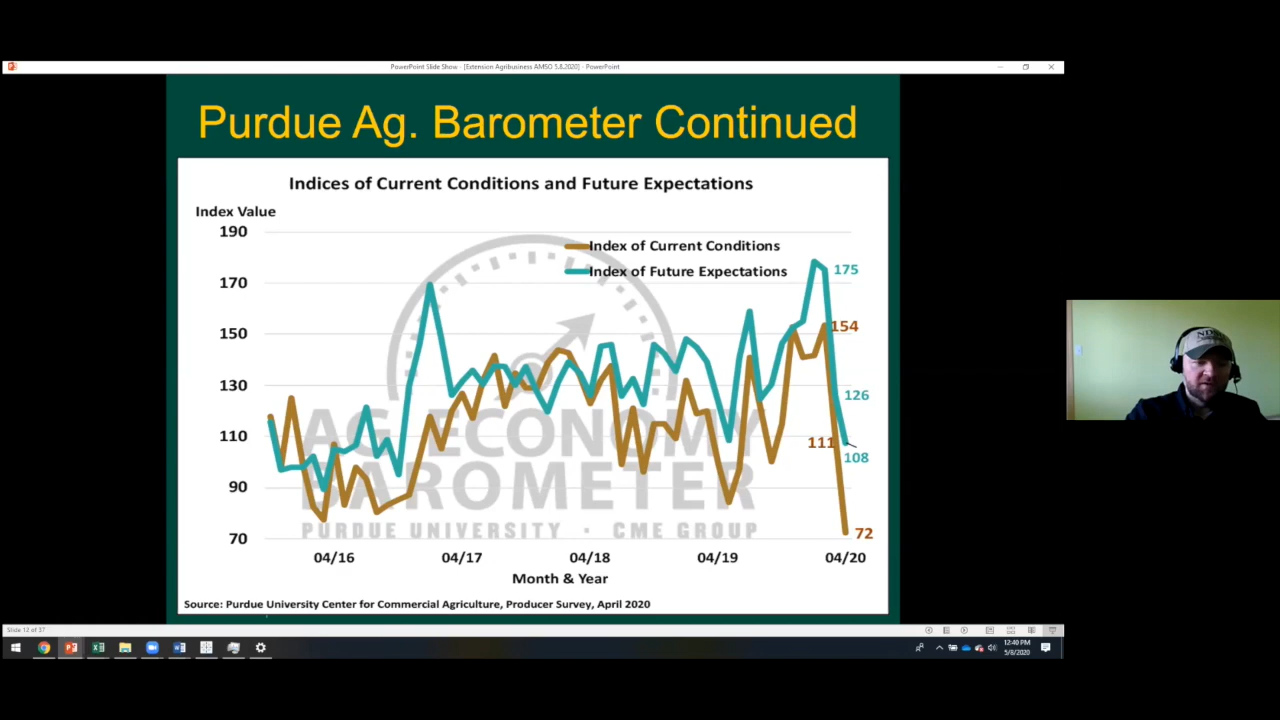 PowerPoint Slide Show - [Extension Agribusiness AMSO 5.8.2020] - PowerPoint
Purdue Ag. Barometer Continued
Indices of Current Conditions and Future Expectations
Index Value
190
170
150
130
110
90
70
Index of Current Conditions
Index of Future Expectations
175
154
126
111
108
72
AG ECONOMY
BAROMETER
PURDUE UNIVERSITY · CME GROUP
04/16 04/17 04/18 04/19 04/20
Month & Year
Source: Purdue University Center for Commercial Agriculture, Producer Survey, April 2020
Slide 12 of 37
12:40 PM
5/8/2020